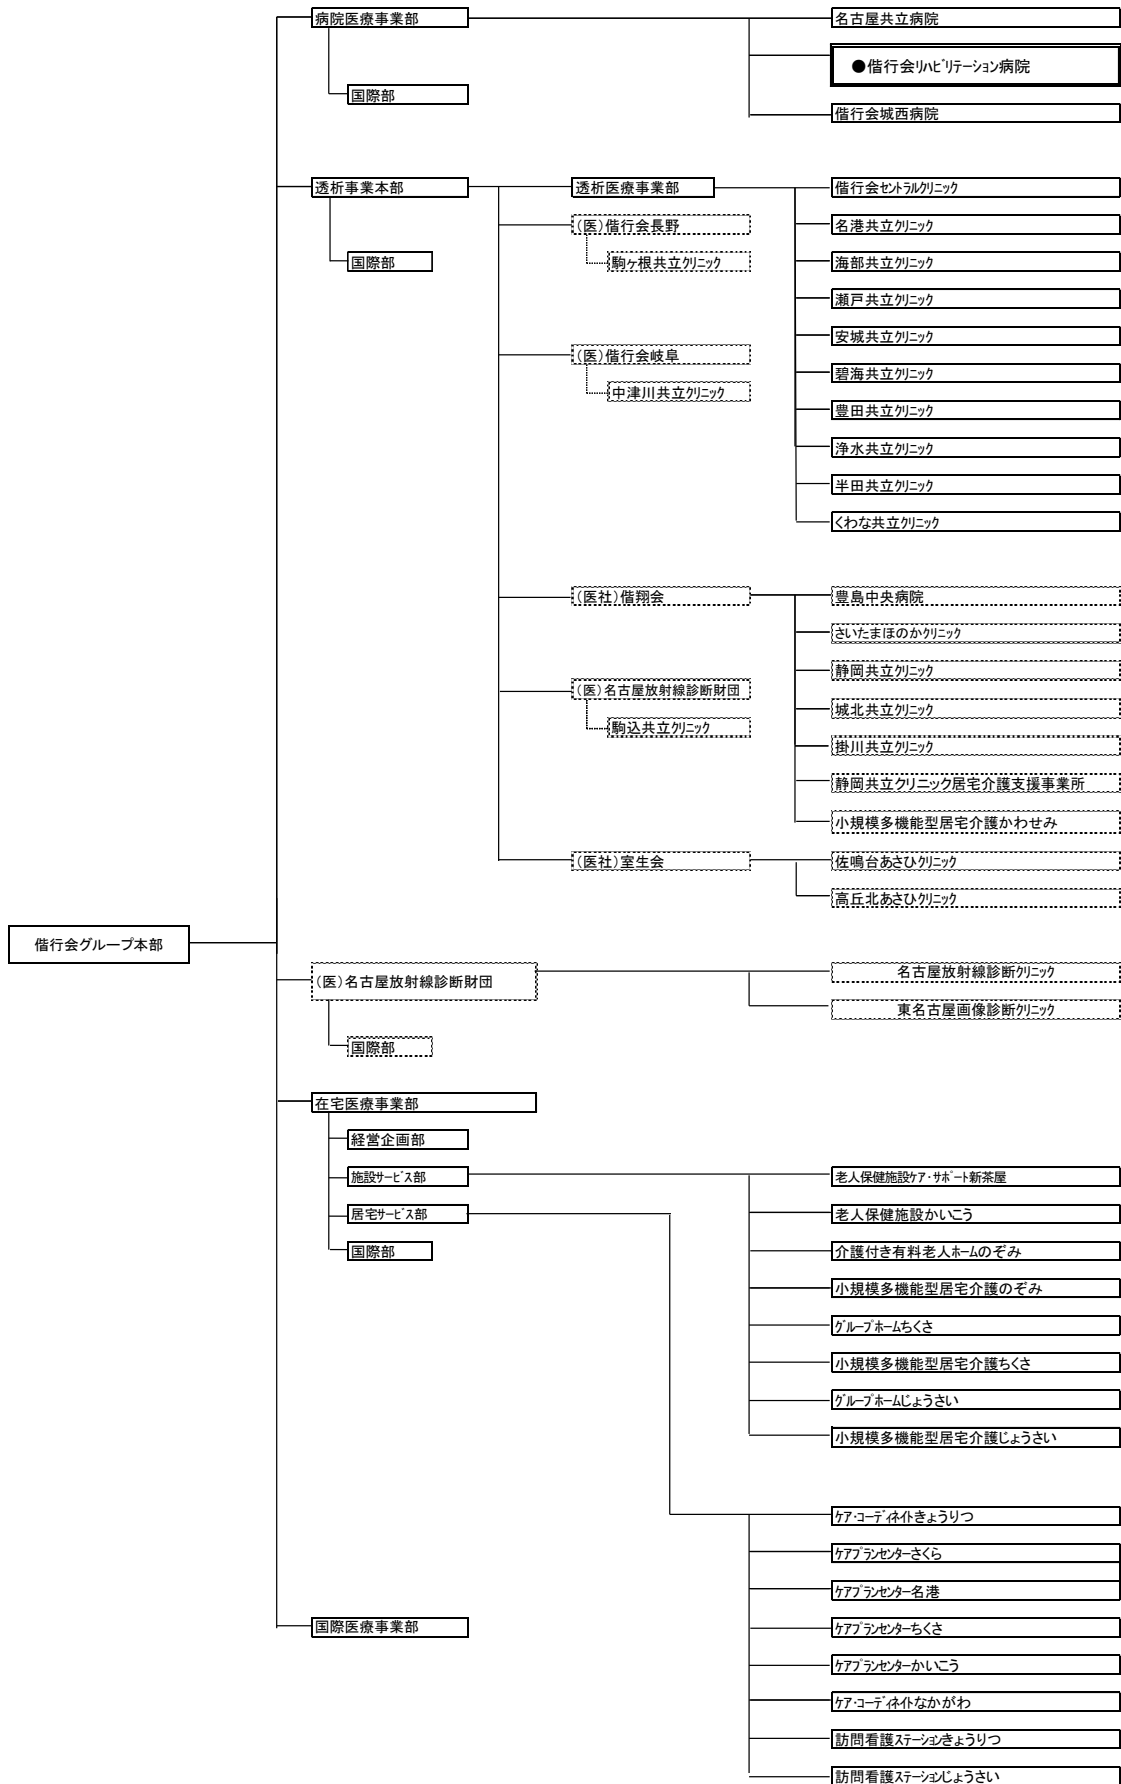 病院医療事業部
名古屋共立病院
●偕行会ﾘﾊﾋﾞﾘﾃｰｼｮﾝ病院
国際部
偕行会城西病院
透析事業本部
透析医療事業部
偕行会ｾﾝﾄﾗﾙｸﾘﾆｯｸ
(医)偕行会長野
名港共立ｸﾘﾆｯｸ
国際部
駒ヶ根共立ｸﾘﾆｯｸ
海部共立ｸﾘﾆｯｸ
瀬戸共立ｸﾘﾆｯｸ
安城共立ｸﾘﾆｯｸ
(医)偕行会岐阜
碧海共立ｸﾘﾆｯｸ
中津川共立ｸﾘﾆｯｸ
豊田共立ｸﾘﾆｯｸ
浄水共立ｸﾘﾆｯｸ
半田共立ｸﾘﾆｯｸ
くわな共立ｸﾘﾆｯｸ
(医社)偕翔会
豊島中央病院
さいたまほのかｸﾘﾆｯｸ
静岡共立ｸﾘﾆｯｸ
(医)名古屋放射線診断財団
城北共立ｸﾘﾆｯｸ
駒込共立ｸﾘﾆｯｸ
掛川共立ｸﾘﾆｯｸ
静岡共立クリニック居宅介護支援事業所
小規模多機能型居宅介護かわせみ
(医社)室生会
佐鳴台あさひｸﾘﾆｯｸ
高丘北あさひｸﾘﾆｯｸ
偕行会グループ本部
(医)名古屋放射線診断財団
名古屋放射線診断ｸﾘﾆｯｸ
東名古屋画像診断ｸﾘﾆｯｸ
国際部
在宅医療事業部
経営企画部
施設ｻｰﾋﾞｽ部
老人保健施設ｹｱ･ｻﾎﾟｰﾄ新茶屋
居宅ｻｰﾋﾞｽ部
老人保健施設かいこう
国際部
介護付き有料老人ﾎｰﾑのぞみ
小規模多機能型居宅介護のぞみ
ｸﾞﾙｰﾌﾟﾎｰﾑちくさ
小規模多機能型居宅介護ちくさ
ｸﾞﾙｰﾌﾟﾎｰﾑじょうさい
小規模多機能型居宅介護じょうさい
ｹｱ･ｺｰﾃﾞｨﾈｲﾄきょうりつ
ｹｱﾌﾟﾗﾝｾﾝﾀｰさくら
ｹｱﾌﾟﾗﾝｾﾝﾀｰ名港
国際医療事業部
ｹｱﾌﾟﾗﾝｾﾝﾀｰちくさ
ｹｱﾌﾟﾗﾝｾﾝﾀｰかいこう
ｹｱ･ｺｰﾃﾞｨﾈｲﾄなかがわ
訪問看護ｽﾃｰｼｮﾝきょうりつ
訪問看護ｽﾃｰｼｮﾝじょうさい